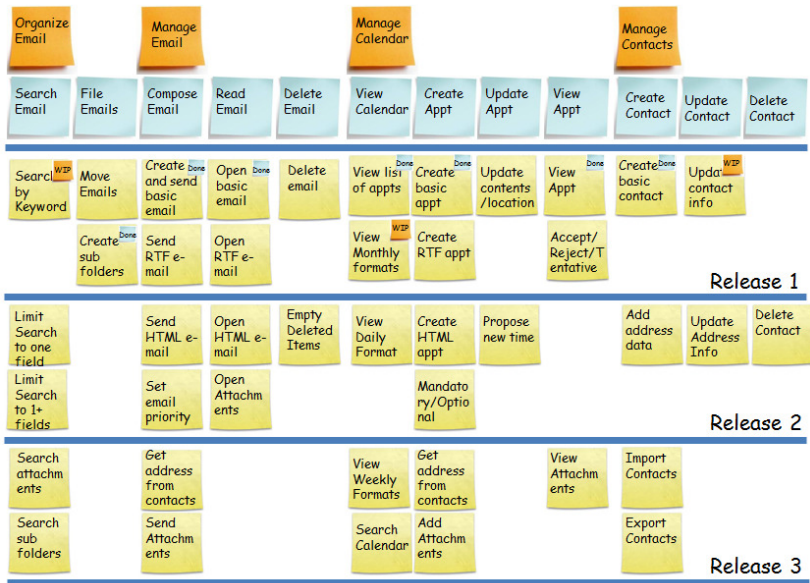 Organize
Email
Manage
Email
Manage
Calendar
Manage
Contacts
Search
Email
File
Emails
Compose
Email
Read
Email
Delete
Email
View
Calendar
Create
Appt
Update
Appt
View
Appt
Create
Contact
Update
Contact
Delete
Contact
Search
by
Keyword
WIP
Move
Emails
Create
and send
basic
email
Done
Open
basic
email
Done
Delete
email
View list
of appts
Done
Create
basic
appt
Done
Update
contents
/location
View
Appt
Done
Create
basic
contact
Done
Update
contact
info
WIP
Create
sub
folders
Done
Send
RTF e-
mail
Open
RTF e-
mail
View
Monthly
formats
WIP
Create
RTF appt
Accept/
Reject/T
entative
Release 1
Limit
Search
to one
field
Send
HTML e-
mail
Open
HTML e-
mail
Empty
Deleted
Items
View
Daily
Format
Create
HTML
appt
Propose
new time
Add
address
data
Update
Address
Info
Delete
Contact
Limit
Search
to 1+
fields
Set
email
priority
Open
Attachm
ents
Mandato
ry/Optio
nal
Release 2
Search
attachm
ents
Get
address
from
contacts
View
Weekly
Formats
Get
address
from
contacts
View
Attachm
ents
Import
Contacts
Search
sub
folders
Send
Attachm
ents
Search
Calendar
Add
Attachm
ents
Export
Contacts
Release 3